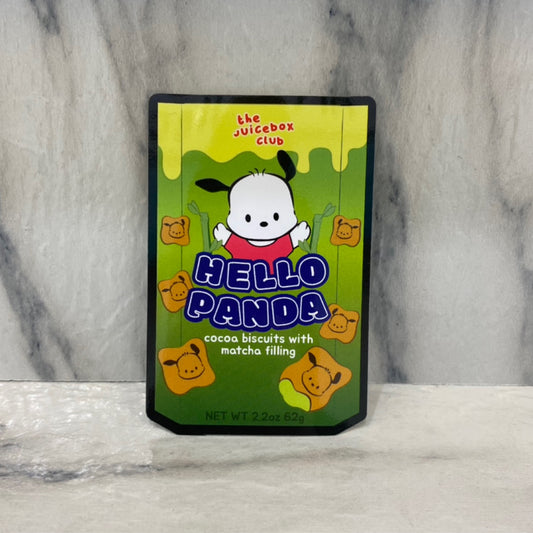 the
juicebox
club
HELLO
PANDA
cocoa biscuits with
matcha filling
NET WT 2.2oz 62g